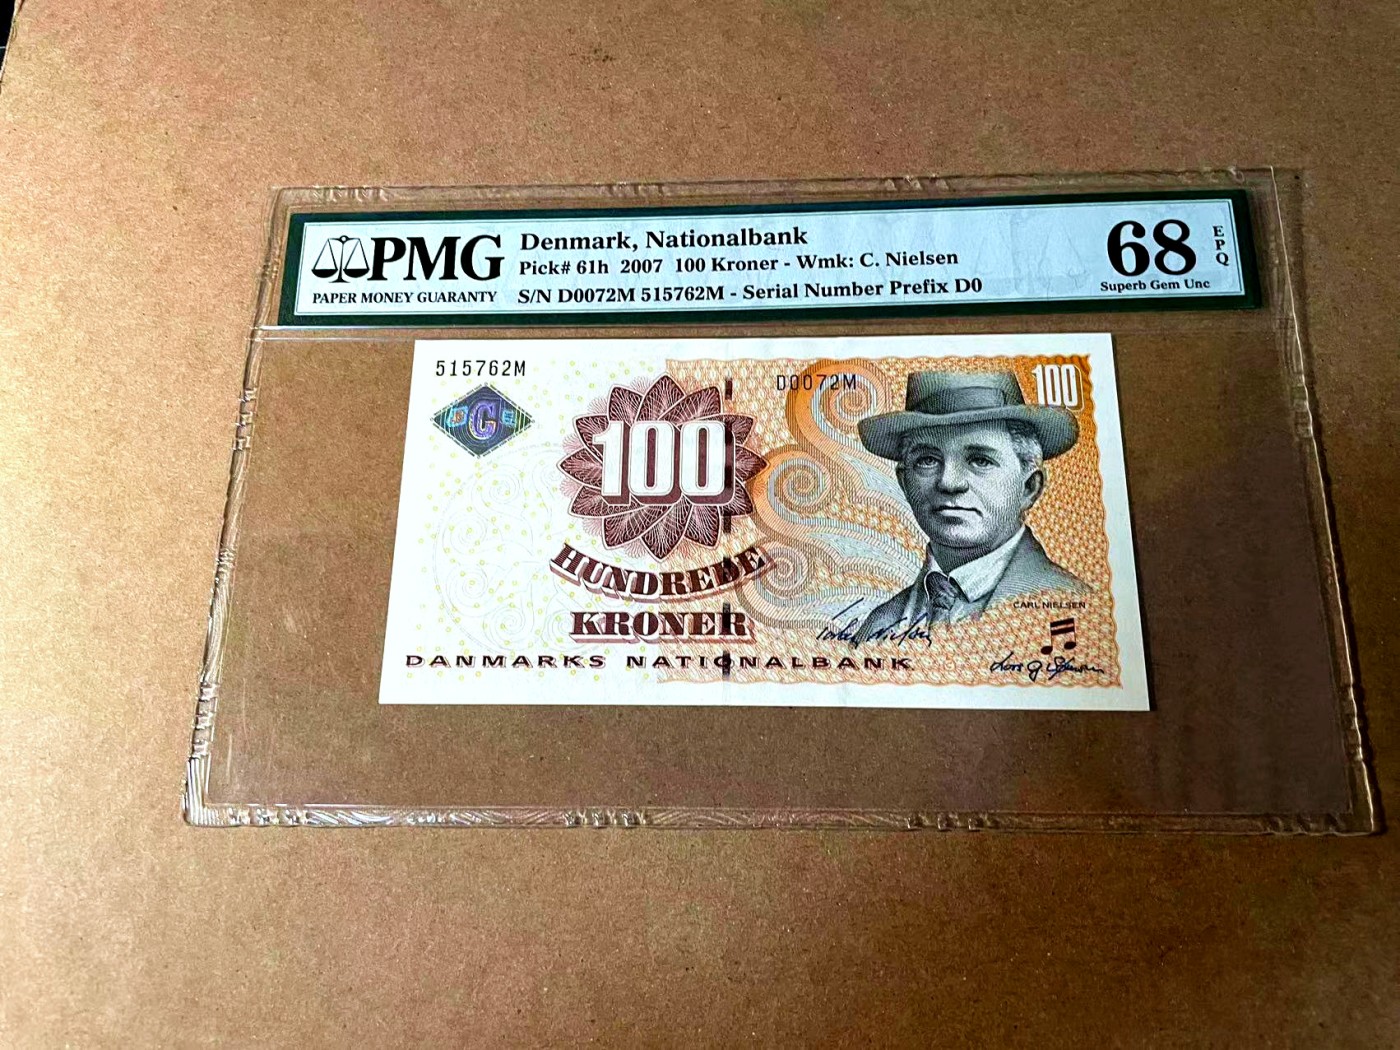 PMG
PAPER MONEY GUARANTY
Denmark, Nationalbank
Pick# 61h 2007 100 Kroner - Wmk: C. Nielsen
S/N D0072M 515762M - Serial Number Prefix D0
68
EPQ
Superb Gem Unc
515762M
D0072M
100
100
HUNDREDE
KRONER
DANMARKS NATIONALBANK
CARL NIELSEN